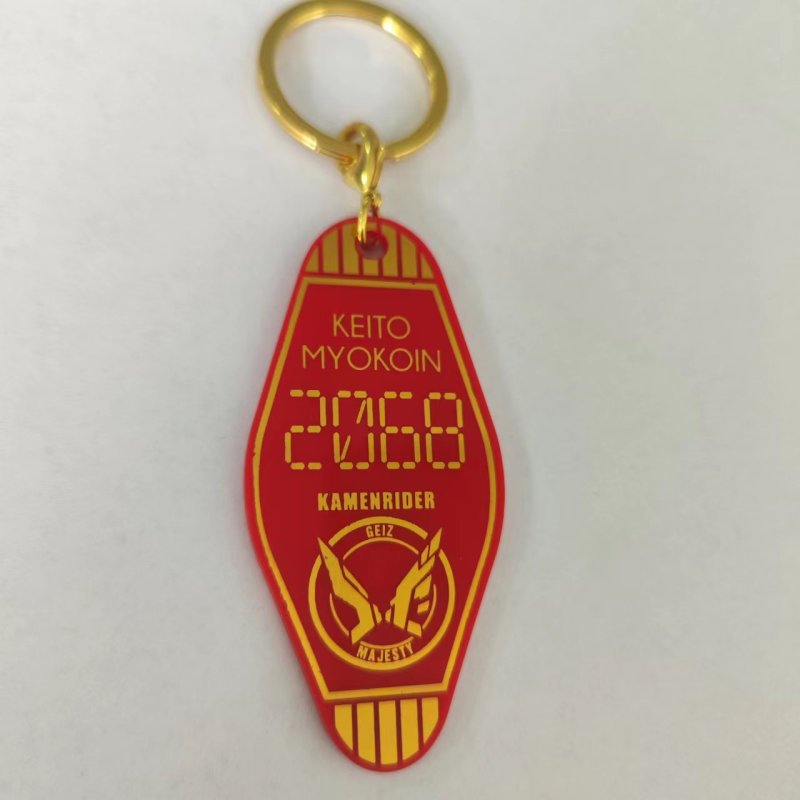 KEITO
MYOKOIN
2068
KAMENRIDER
GEIZ
MAJESTY